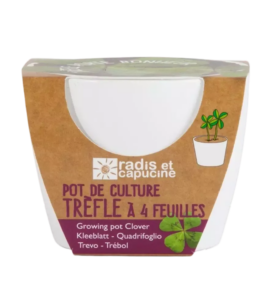 radis et
capucine
POT DE CULTURE
TRÈFLE À 4 FEUILLES
Growing pot Clover
Kleeblatt - Quadrifoglio
Trevo - Trébol